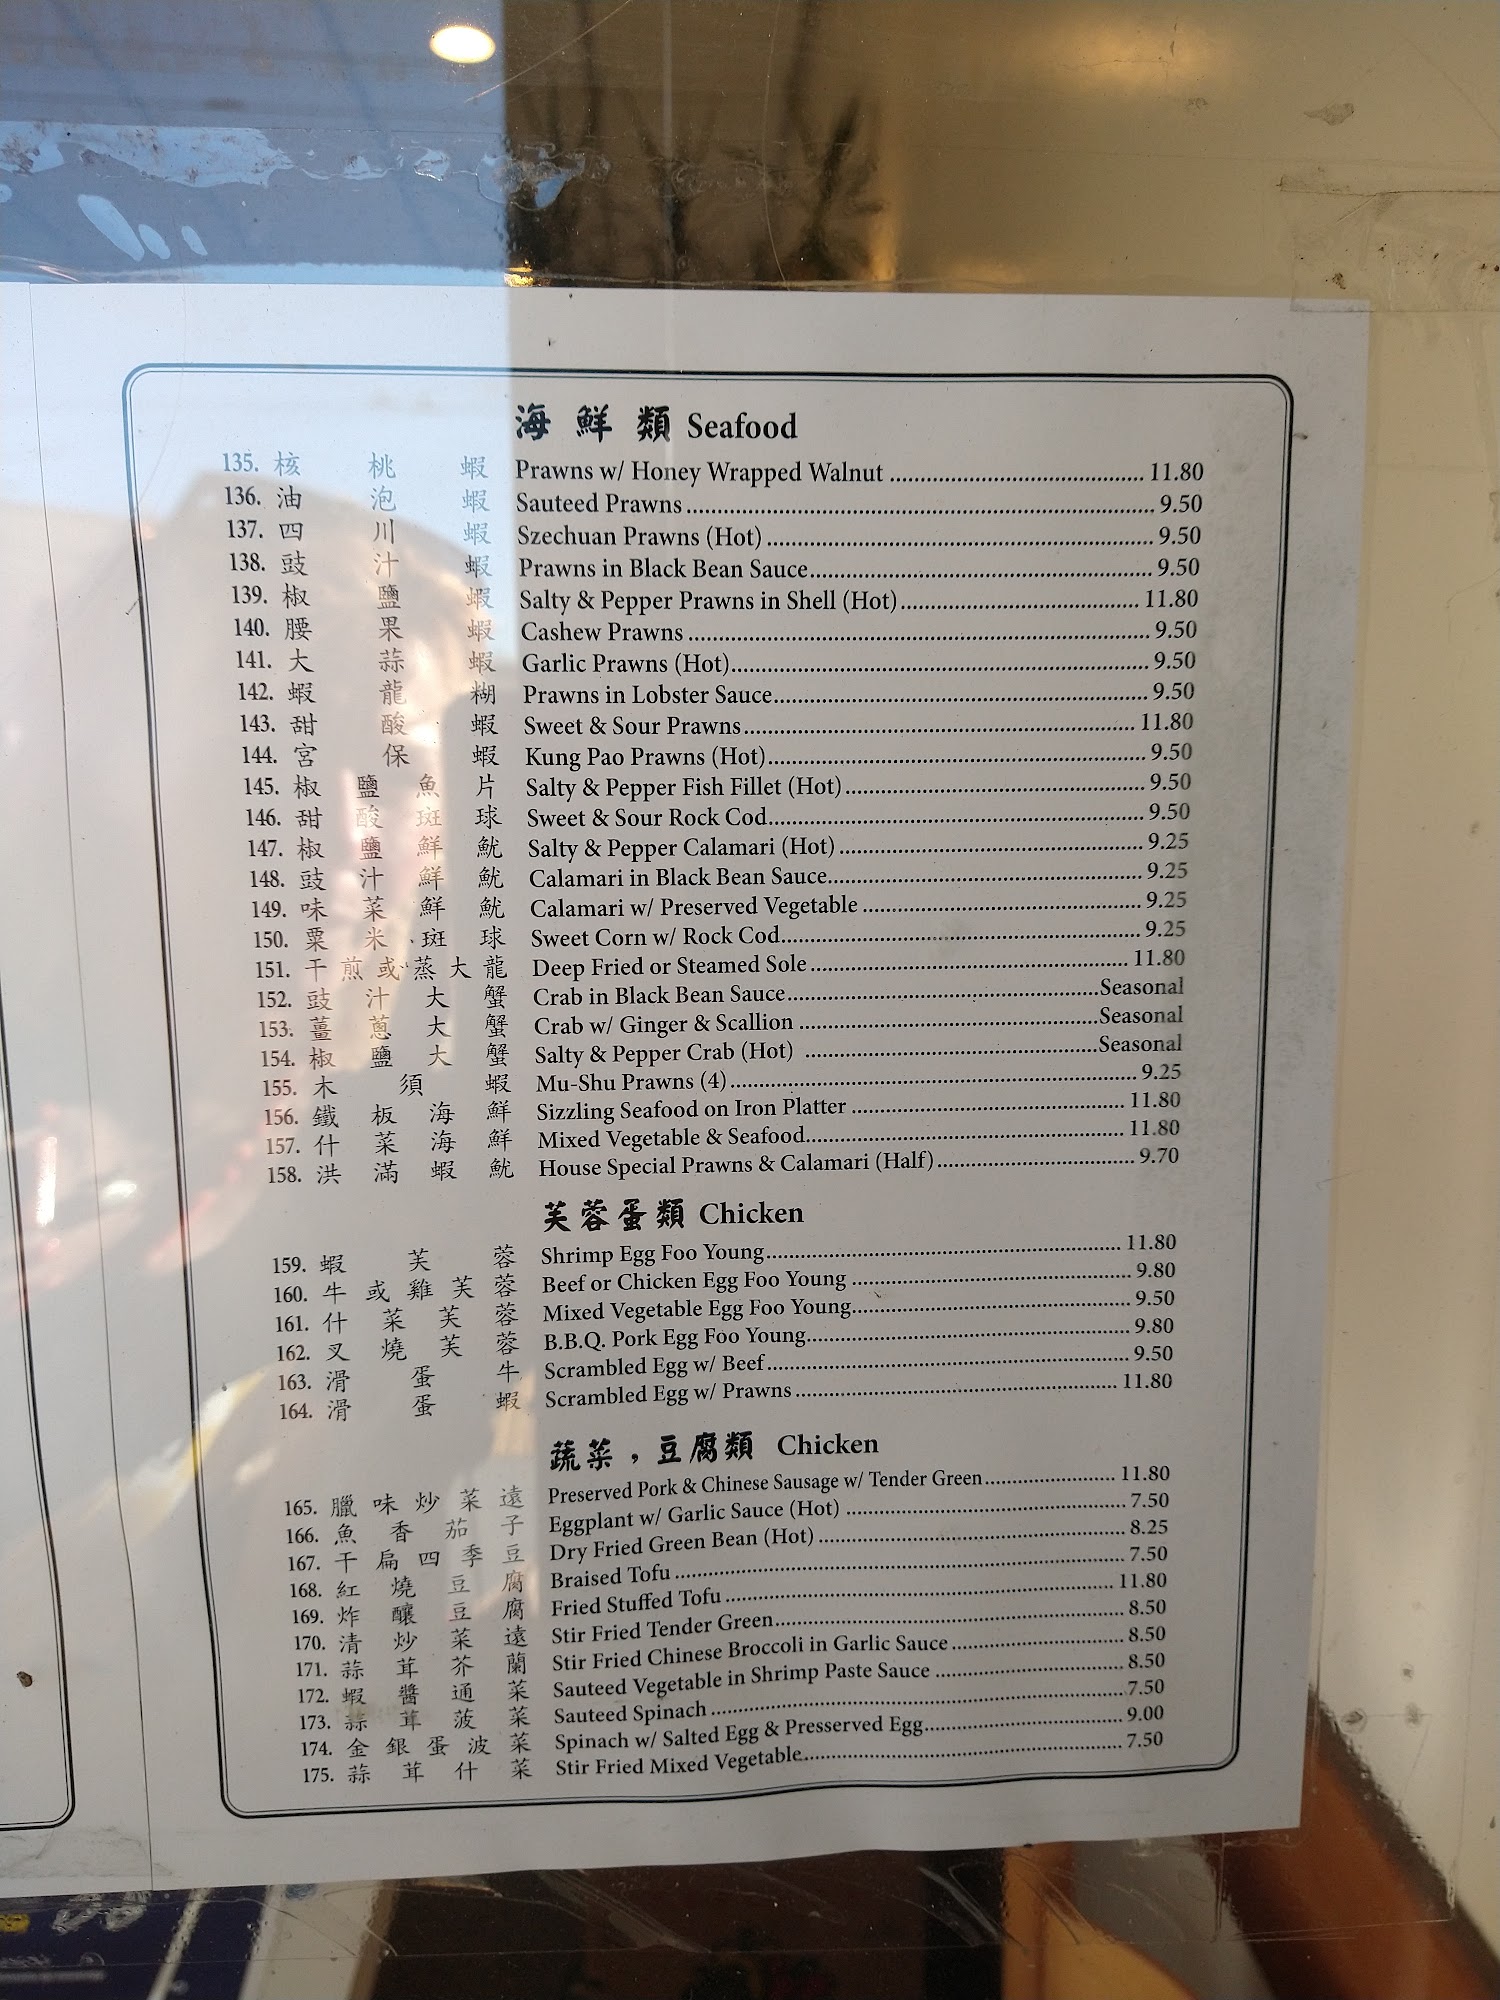 海鮮類 Seafood
135. 核桃蝦 Prawns w/ Honey Wrapped Walnut 11.80
136. 油泡蝦 Sauteed Prawns 9.50
137. 四川蝦 Szechuan Prawns (Hot) 9.50
138. 豉汁蝦 Prawns in Black Bean Sauce 9.50
139. 椒鹽蝦 Salty & Pepper Prawns in Shell (Hot) 11.80
140. 腰果蝦 Cashew Prawns 9.50
141. 大蒜蝦 Garlic Prawns (Hot) 9.50
142. 蝦龍糊 Prawns in Lobster Sauce 9.50
143. 甜酸蝦 Sweet & Sour Prawns 11.80
144. 宮保蝦 Kung Pao Prawns (Hot) 9.50
145. 椒鹽魚片 Salty & Pepper Fish Fillet (Hot) 9.50
146. 甜酸斑球 Sweet & Sour Rock Cod 9.50
147. 椒鹽鮮魷 Salty & Pepper Calamari (Hot) 9.25
148. 豉汁鮮魷 Calamari in Black Bean Sauce 9.25
149. 味菜鮮魷 Calamari w/ Preserved Vegetable 9.25
150. 粟米斑球 Sweet Corn w/ Rock Cod 9.25
151. 干煎或蒸大龍 Deep Fried or Steamed Sole 11.80
152. 豉汁大蟹 Crab in Black Bean Sauce Seasonal
153. 薑蔥大蟹 Crab w/ Ginger & Scallion Seasonal
154. 椒鹽大蟹 Salty & Pepper Crab (Hot) Seasonal
155. 木須蝦 Mu-Shu Prawns (4) 9.25
156. 鐵板海鮮 Sizzling Seafood on Iron Platter 11.80
157. 什菜海鮮 Mixed Vegetable & Seafood 11.80
158. 洪滿蝦魷 House Special Prawns & Calamari (Half) 9.70
芙蓉蛋類 Chicken
159. 蝦芙蓉 Shrimp Egg Foo Young 11.80
160. 牛或雞芙蓉 Beef or Chicken Egg Foo Young 9.80
161. 什菜芙蓉 Mixed Vegetable Egg Foo Young 9.50
162. 叉燒芙蓉 B.B.Q. Pork Egg Foo Young 9.80
163. 滑蛋牛 Scrambled Egg w/ Beef 9.50
164. 滑蛋蝦 Scrambled Egg w/ Prawns 11.80
蔬菜，豆腐類 Chicken
165. 臘味炒菜遠 Preserved Pork & Chinese Sausage w/ Tender Green 11.80
166. 魚香茄子 Eggplant w/ Garlic Sauce (Hot) 7.50
167. 干扁四季豆 Dry Fried Green Bean (Hot) 8.25
168. 紅燒豆腐 Braised Tofu 7.50
169. 炸釀豆腐 Fried Stuffed Tofu 11.80
170. 清炒菜遠 Stir Fried Tender Green 8.50
171. 蒜茸芥蘭 Stir Fried Chinese Broccoli in Garlic Sauce 8.50
172. 蝦醬通菜 Sauteed Vegetable in Shrimp Paste Sauce 8.50
173. 蒜茸菠菜 Sauteed Spinach 7.50
174. 金銀蛋波菜 Spinach w/ Salted Egg & Presserved Egg 9.00
175. 蒜茸什菜 Stir Fried Mixed Vegetable 7.50